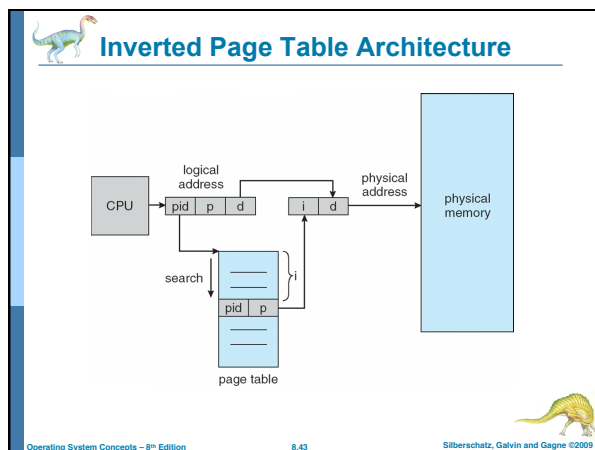 Inverted Page Table Architecture
logical
address
physical
address
CPU
pid p d
i d
physical
memory
search
i
pid p
page table
Operating System Concepts – 8th Edition
8.43
Silberschatz, Galvin and Gagne ©2009